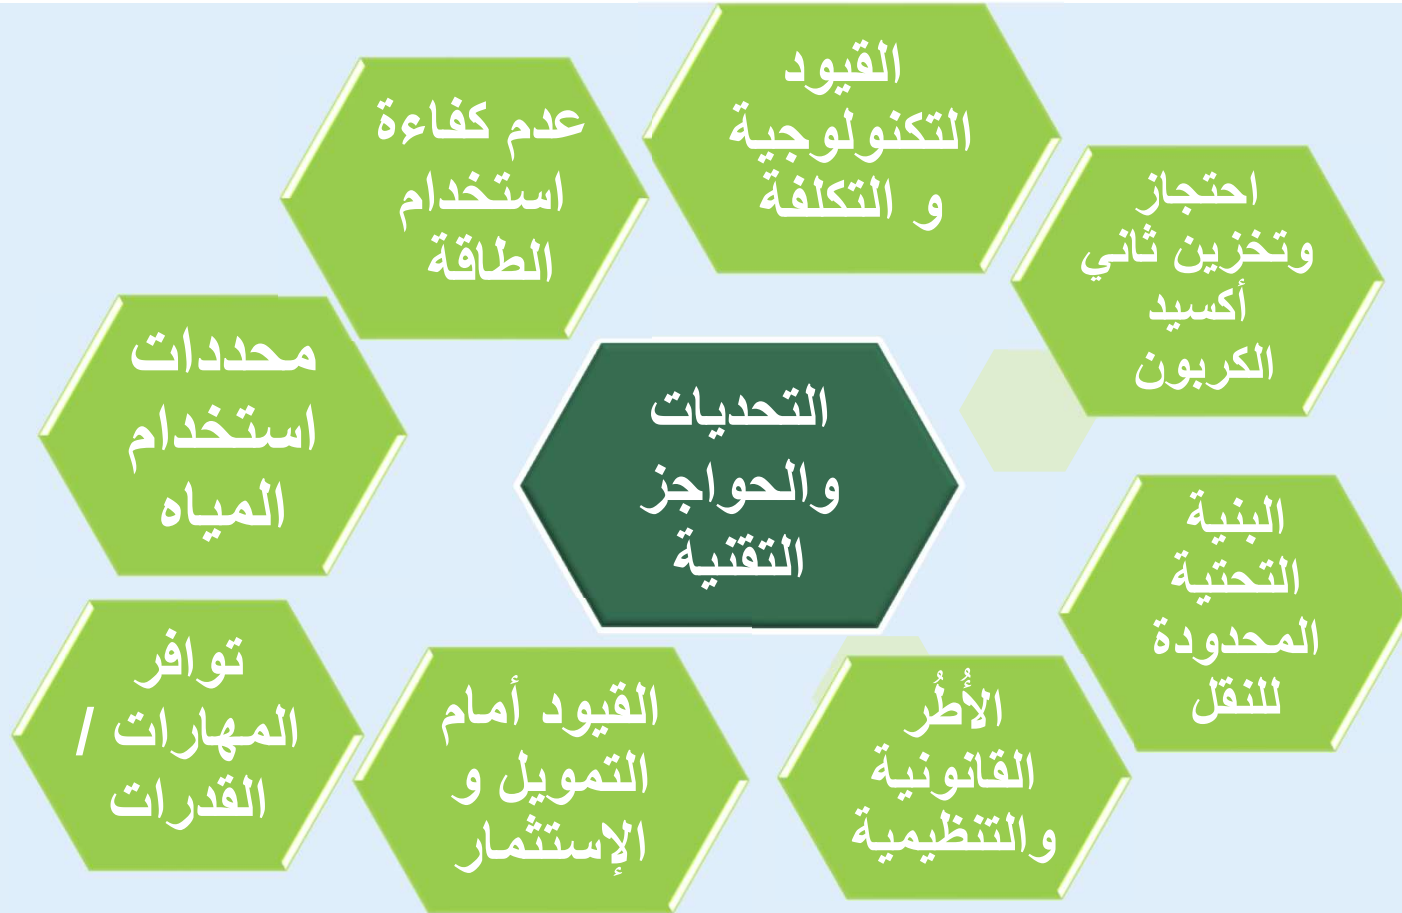 القيود
التكنولوجية
و التكلفة
عدم كفاءة
استخدام
الطاقة
احتجاز
وتخزين ثاني
أكسيد
الكربون
محددات
استخدام
المياه
التحديات
والحواجز
التقنية
البنية
التحتية
المحدودة
للنقل
توافر
المهارات /
القدرات
القيود أمام
التمويل و
الإستثمار
الأُطُر
القانونية
والتنظيمية